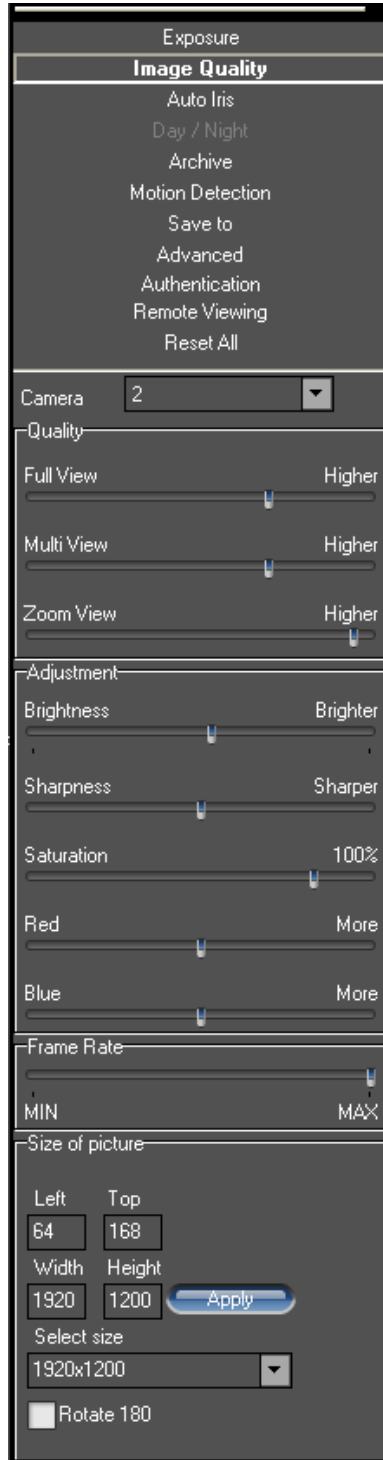 Exposure
Image Quality
Auto Iris
Day / Night
Archive
Motion Detection
Save to
Advanced
Authentication
Remote Viewing
Reset All
Camera 2
Quality
Full View Higher
Multi View Higher
Zoom View Higher
Adjustment
Brightness Brighter
Sharpness Sharper
Saturation 100%
Red More
Blue More
Frame Rate
MIN MAX
Size of picture
Left Top
64 168
Width Height
1920 1200 Apply
Select size
1920x1200
Rotate 180